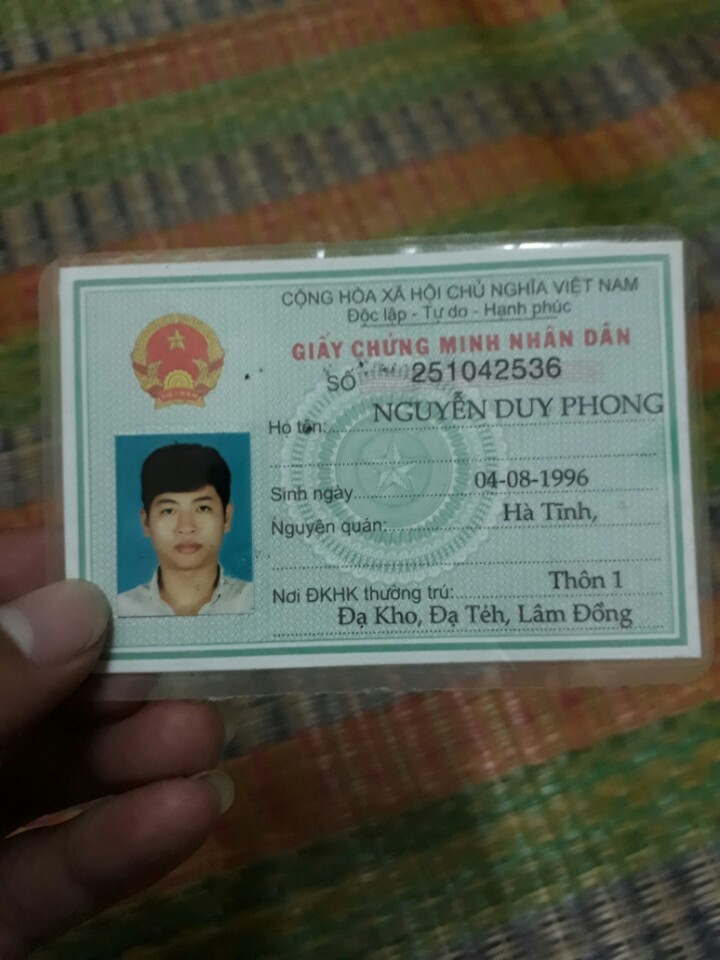 CỘNG HÒA XÃ HỘI CHỦ NGHĨA VIỆT NAM
Độc lập - Tự do - Hạnh phúc
GIẤY CHỨNG MINH NHÂN DÂN
SỐ 251042536
Họ tên: NGUYỄN DUY PHONG
Sinh ngày 04-08-1996
Nguyên quán: Hà Tĩnh,
Nơi ĐKHK thường trú: Thôn 1
Đạ Kho, Đạ Tẻh, Lâm Đồng